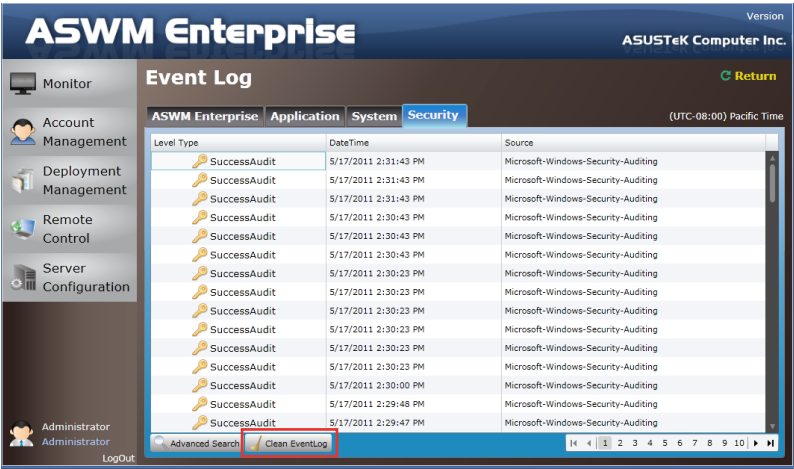 Version
ASWM Enterprise
ASUSTeK Computer Inc.
Monitor
Account
Management
Deployment
Management
Remote
Control
Server
Configuration
Administrator
Administrator
LogOut
Event Log
Return
ASWM Enterprise Application System Security
(UTC-08:00) Pacific Time
Level Type DateTime Source
SuccessAudit 5/17/2011 2:31:43 PM Microsoft-Windows-Security-Auditing
SuccessAudit 5/17/2011 2:31:43 PM Microsoft-Windows-Security-Auditing
SuccessAudit 5/17/2011 2:31:43 PM Microsoft-Windows-Security-Auditing
SuccessAudit 5/17/2011 2:30:43 PM Microsoft-Windows-Security-Auditing
SuccessAudit 5/17/2011 2:30:43 PM Microsoft-Windows-Security-Auditing
SuccessAudit 5/17/2011 2:30:43 PM Microsoft-Windows-Security-Auditing
SuccessAudit 5/17/2011 2:30:23 PM Microsoft-Windows-Security-Auditing
SuccessAudit 5/17/2011 2:30:23 PM Microsoft-Windows-Security-Auditing
SuccessAudit 5/17/2011 2:30:23 PM Microsoft-Windows-Security-Auditing
SuccessAudit 5/17/2011 2:30:23 PM Microsoft-Windows-Security-Auditing
SuccessAudit 5/17/2011 2:30:23 PM Microsoft-Windows-Security-Auditing
SuccessAudit 5/17/2011 2:30:23 PM Microsoft-Windows-Security-Auditing
SuccessAudit 5/17/2011 2:30:00 PM Microsoft-Windows-Security-Auditing
SuccessAudit 5/17/2011 2:29:48 PM Microsoft-Windows-Security-Auditing
SuccessAudit 5/17/2011 2:29:47 PM Microsoft-Windows-Security-Auditing
Advanced Search Clean EventLog 1 2 3 4 5 6 7 8 9 10